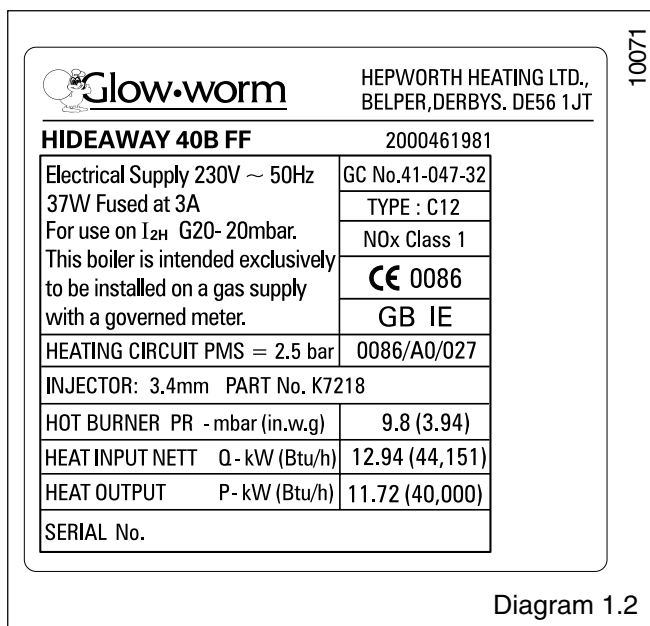 10071
Glow•worm
HEPWORTH HEATING LTD.,
BELPER,DERBYS. DE56 1JT
HIDEAWAY 40B FF 2000461981
Electrical Supply 230V ~ 50Hz
37W Fused at 3A
For use on I2H G20- 20mbar.
This boiler is intended exclusively
to be installed on a gas supply
with a governed meter.
GC No.41-047-32
TYPE : C12
NOx Class 1
CE 0086
GB IE
HEATING CIRCUIT PMS = 2.5 bar 0086/A0/027
INJECTOR: 3.4mm PART No. K7218
HOT BURNER PR - mbar (in.w.g) 9.8 (3.94)
HEAT INPUT NETT Q - kW (Btu/h) 12.94 (44,151)
HEAT OUTPUT P - kW (Btu/h) 11.72 (40,000)
SERIAL No.
Diagram 1.2